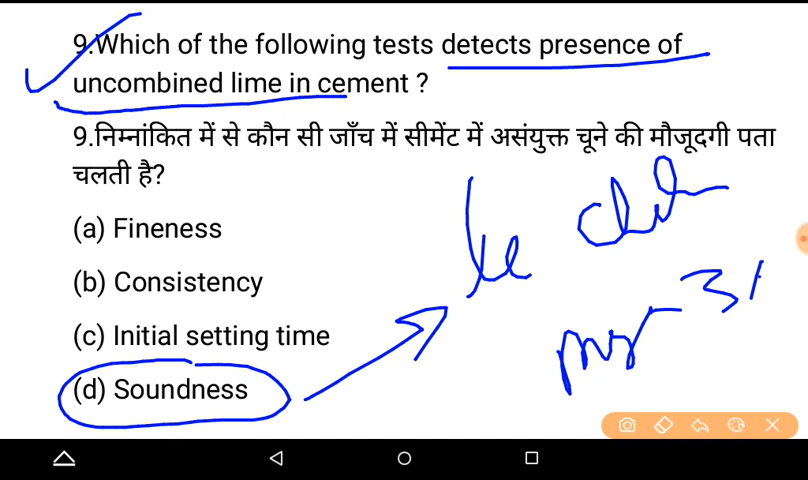 9.Which of the following tests detects presence of
uncombined lime in cement ?
9.निम्नांकित में से कौन सी जाँच में सीमेंट में असंयुक्त चूने की मौजूदगी पता
चलती है?
(a) Fineness
(b) Consistency
(c) Initial setting time
(d) Soundness
le